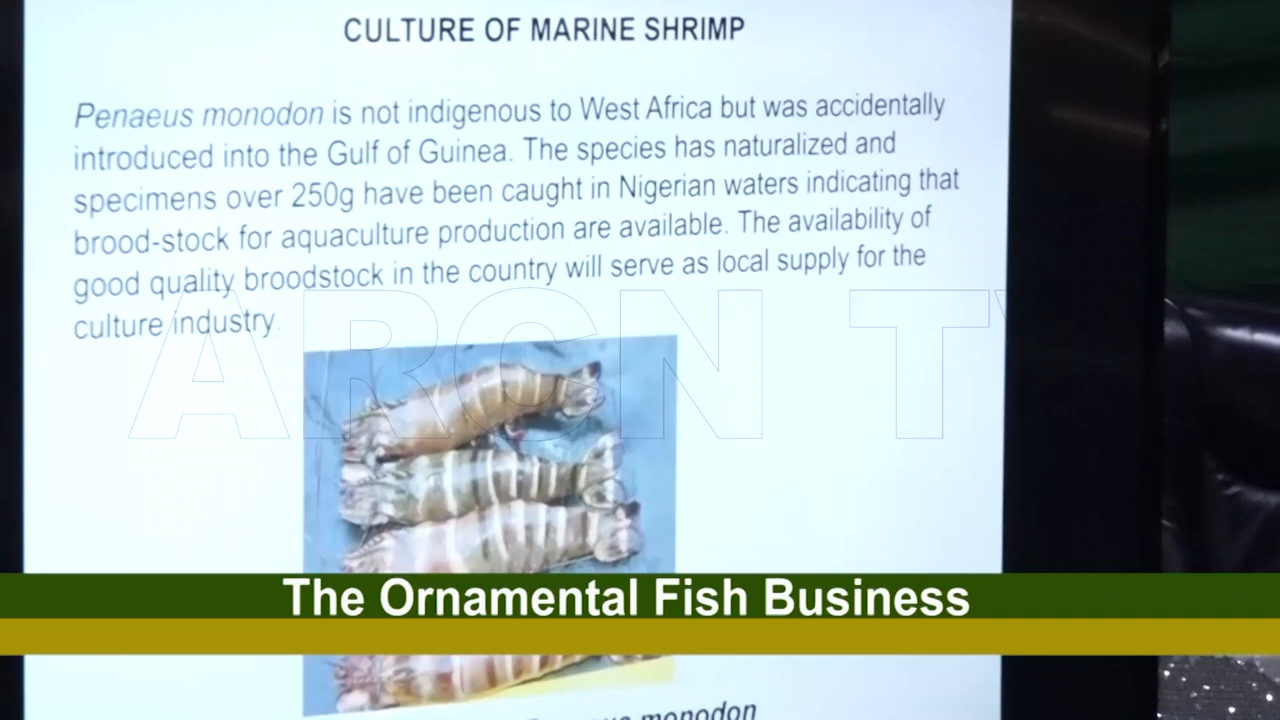 CULTURE OF MARINE SHRIMP
Penaeus monodon is not indigenous to West Africa but was accidentally
introduced into the Gulf of Guinea. The species has naturalized and
specimens over 250g have been caught in Nigerian waters indicating that
brood-stock for aquaculture production are available. The availability of
good quality broodstock in the country will serve as local supply for the
culture industry.
ARCN TV
The Ornamental Fish Business
monodon